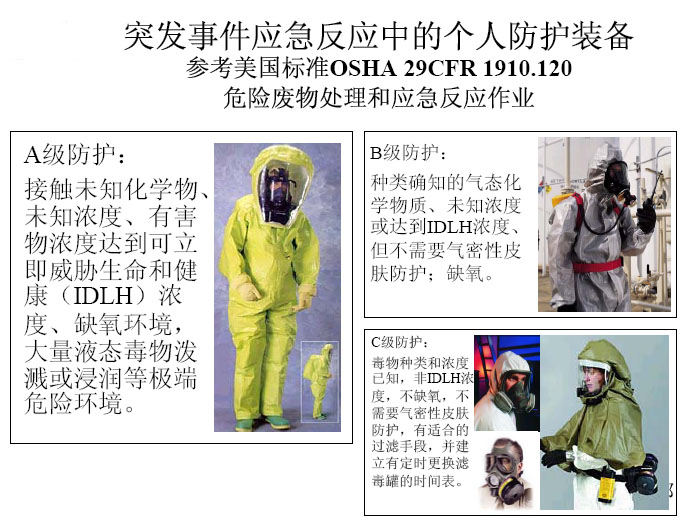 突发事件应急反应中的个人防护装备
参考美国标准OSHA 29CFR 1910.120
危险废物处理和应急反应作业
A级防护：
接触未知化学物、
未知浓度、有害
物浓度达到可立
即威胁生命和健
康（IDLH）浓
度、缺氧环境，
大量液态毒物泼
溅或浸润等极端
危险环境。
B级防护：
种类确知的气态化
学物质、未知浓度
或达到IDLH浓度、
但不需要气密性皮
肤防护；缺氧。
C级防护：
毒物种类和浓度
已知，非IDLH浓
度，不缺氧，不
需要气密性皮肤
防护，有适合的
过滤手段，并建
立有定时更换滤
毒罐的时间表。